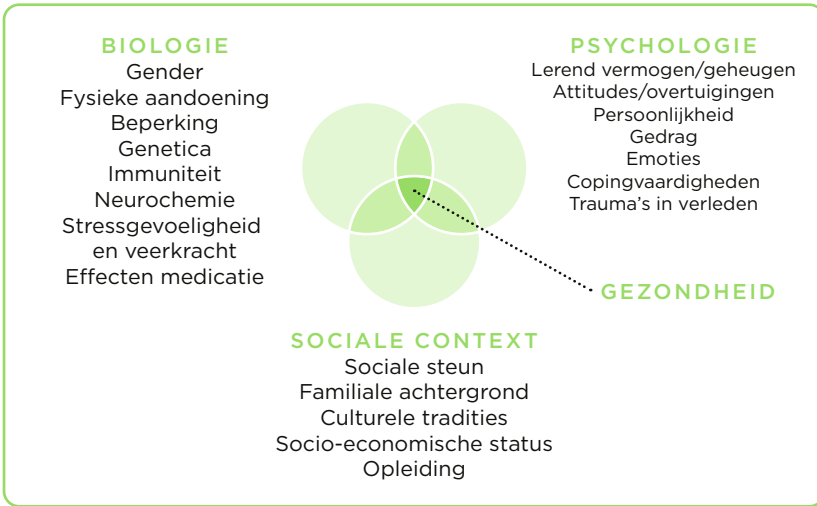 BIOLOGIE
Gender
Fysieke aandoening
Beperking
Genetica
Immuniteit
Neurochemie
Stressgevoeligheid
en veerkracht
Effecten medicatie
PSYCHOLOGIE
Lerend vermogen/geheugen
Attitudes/overtuigingen
Persoonlijkheid
Gedrag
Emoties
Copingvaardigheden
Trauma's in verleden
GEZONDHEID
SOCIALE CONTEXT
Sociale steun
Familiale achtergrond
Culturele tradities
Socio-economische status
Opleiding